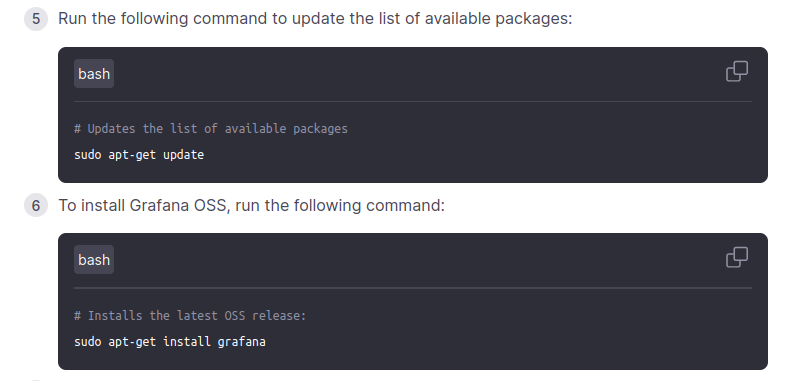 5 Run the following command to update the list of available packages:
bash
# Updates the list of available packages
sudo apt-get update
6 To install Grafana OSS, run the following command:
bash
# Installs the latest OSS release:
sudo apt-get install grafana